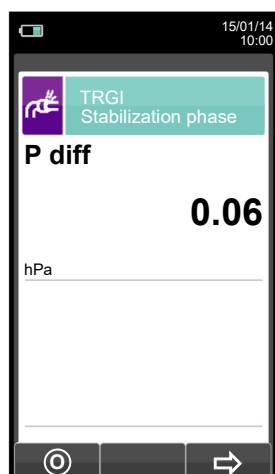 15/01/14
10:00
TRGI
Stabilization phase
P diff
0.06
hPa